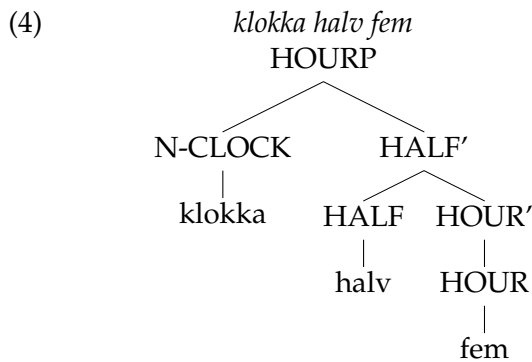 (4) klokka halv fem
HOURP
N-CLOCK HALF'
klokka HALF HOUR'
halv HOUR
fem